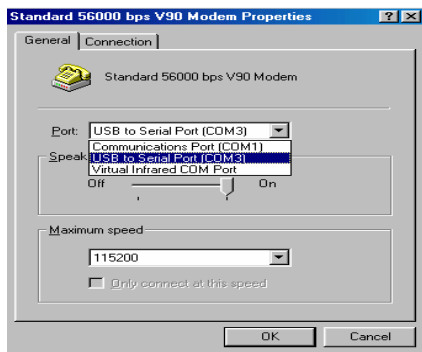 Standard 56000 bps V90 Modem Properties
General Connection
Standard 56000 bps V90 Modem
Port: USB to Serial Port (COM3)
Communications Port (COM1)
USB to Serial Port (COM3)
Virtual Infrared COM Port
Speak
Off On
Maximum speed
115200
Only connect at this speed
OK Cancel